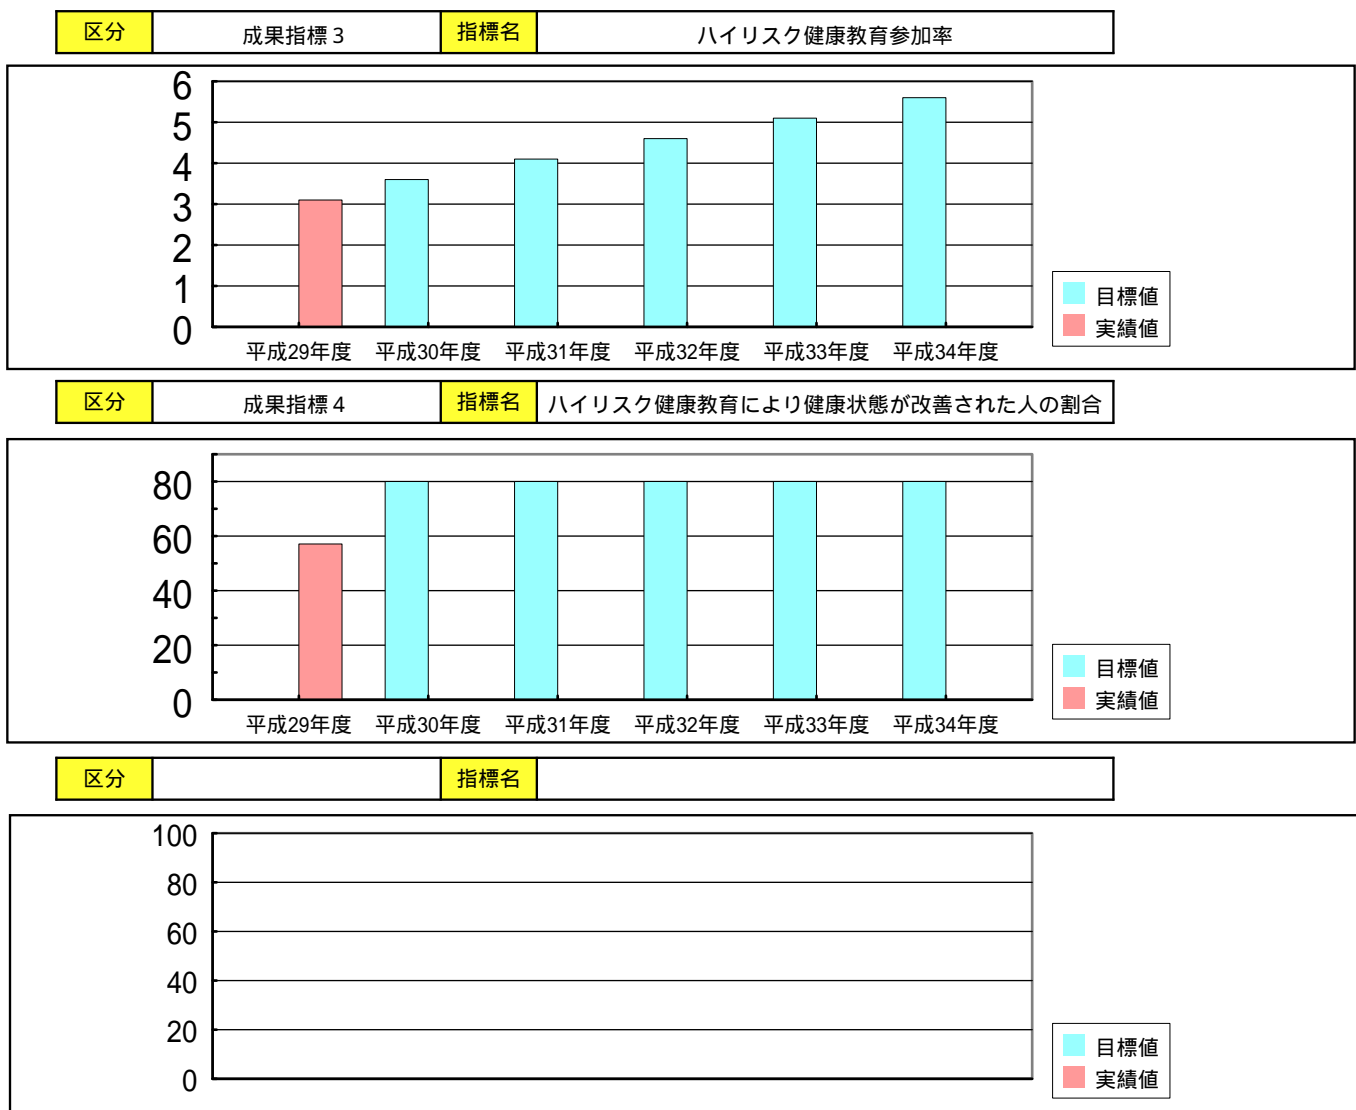 区分 成果指標３ 指標名 ハイリスク健康教育参加率
6
5
4
3
2
1
0
平成29年度 平成30年度 平成31年度 平成32年度 平成33年度 平成34年度
目標値
実績値
区分 成果指標４ 指標名 ハイリスク健康教育により健康状態が改善された人の割合
80
60
40
20
0
平成29年度 平成30年度 平成31年度 平成32年度 平成33年度 平成34年度
目標値
実績値
区分 指標名
100
80
60
40
20
0
目標値
実績値